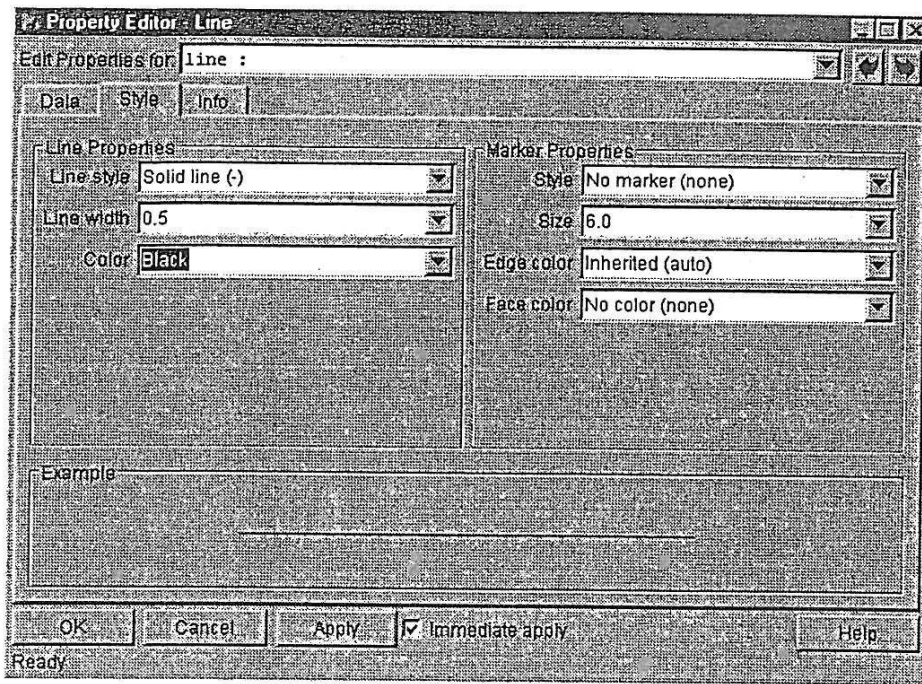 Property Editor - Line
Edit Properties for: line :
Data Style Info
Line Properties
Line style Solid line (-)
Line width 0.5
Color Black
Marker Properties
Style No marker (none)
Size 6.0
Edge color Inherited (auto)
Face color No color (none)
Example
OK Cancel Apply Immediate apply Help
Ready